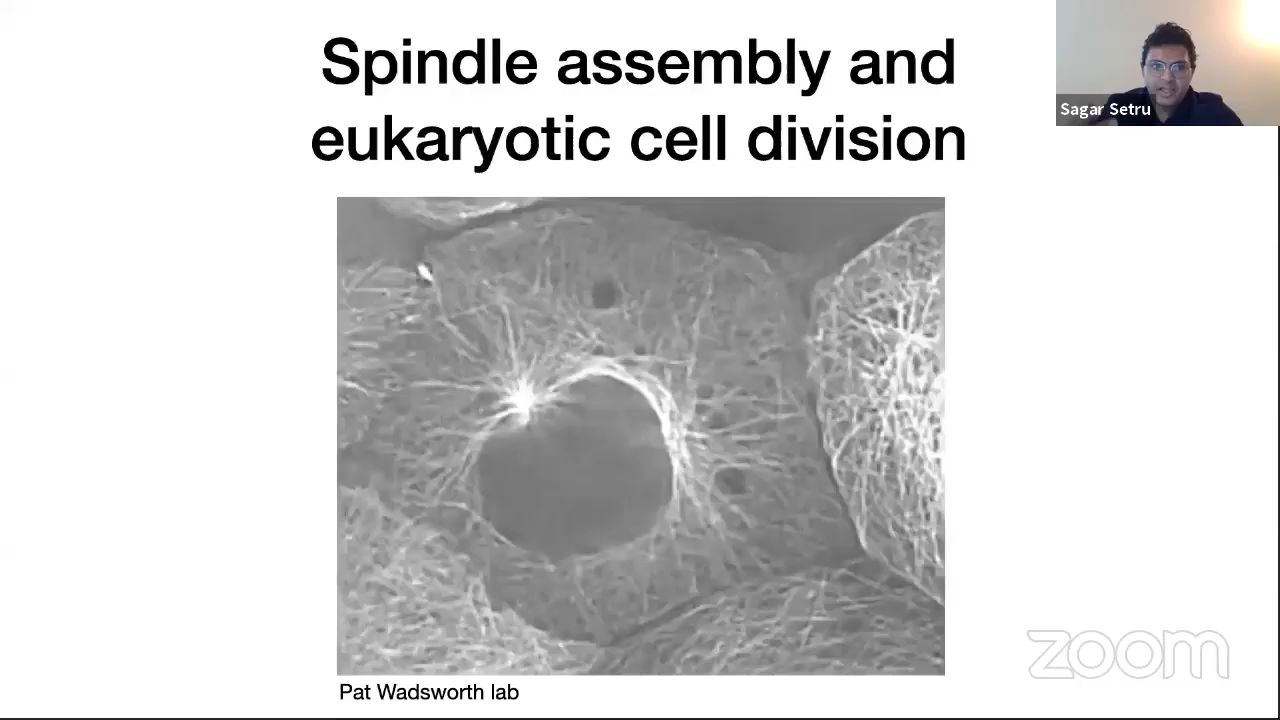 Spindle assembly and
eukaryotic cell division
Sagar Setru
Pat Wadsworth lab
zoom